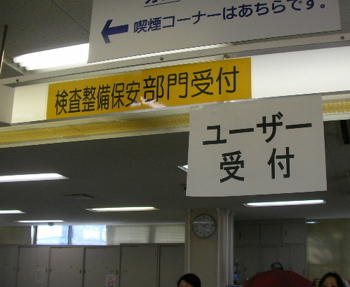 ← 喫煙コーナーはあちらです。
検査整備保安部門受付
ユーザー
受付